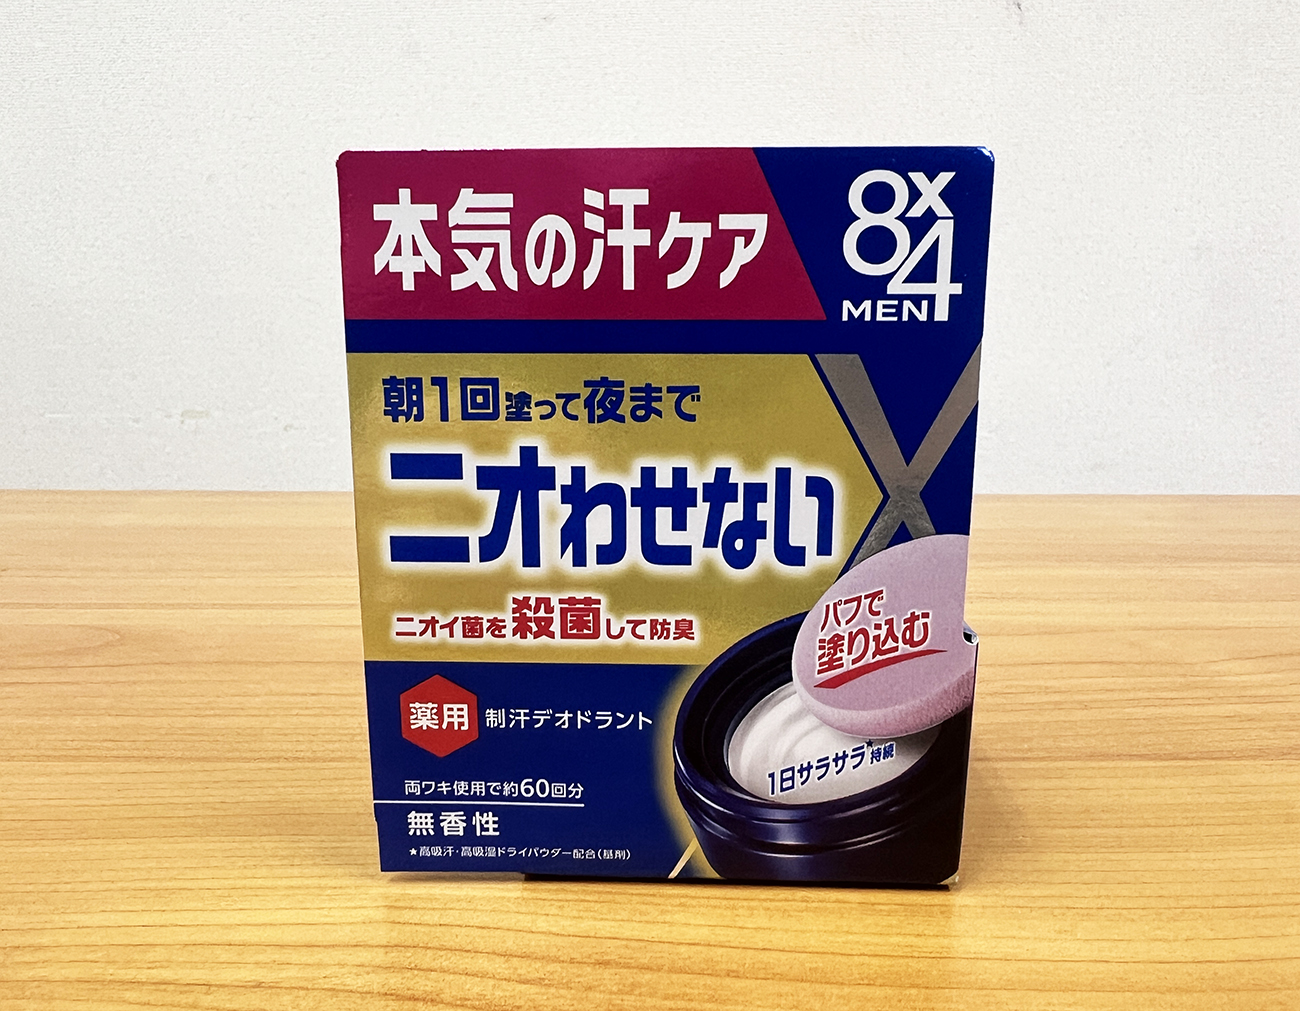 本気の汗ケア
8x4
MEN
朝1回塗って夜まで
ニオわせない
ニオイ菌を殺菌して防臭
パフで
塗り込む
薬用 制汗デオドラント
1日サラサラ★持続
両ワキ使用で約60回分
無香性
★高吸汗・高吸湿ドライパウダー配合(基剤)